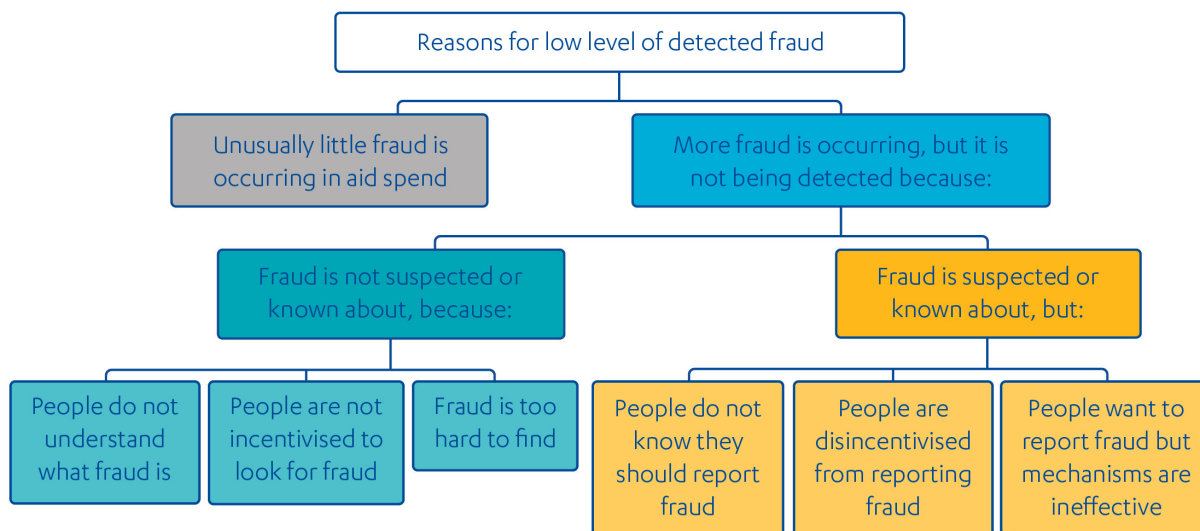 Reasons for low level of detected fraud
Unusually little fraud is
occurring in aid spend
More fraud is occurring, but it is
not being detected because:
Fraud is not suspected or
known about, because:
Fraud is suspected or
known about, but:
People do not
understand
what fraud is
People are not
incentivised to
look for fraud
Fraud is too
hard to find
People do not
know they
should report
fraud
People are
disincentivised
from reporting
fraud
People want to
report fraud but
mechanisms are
ineffective